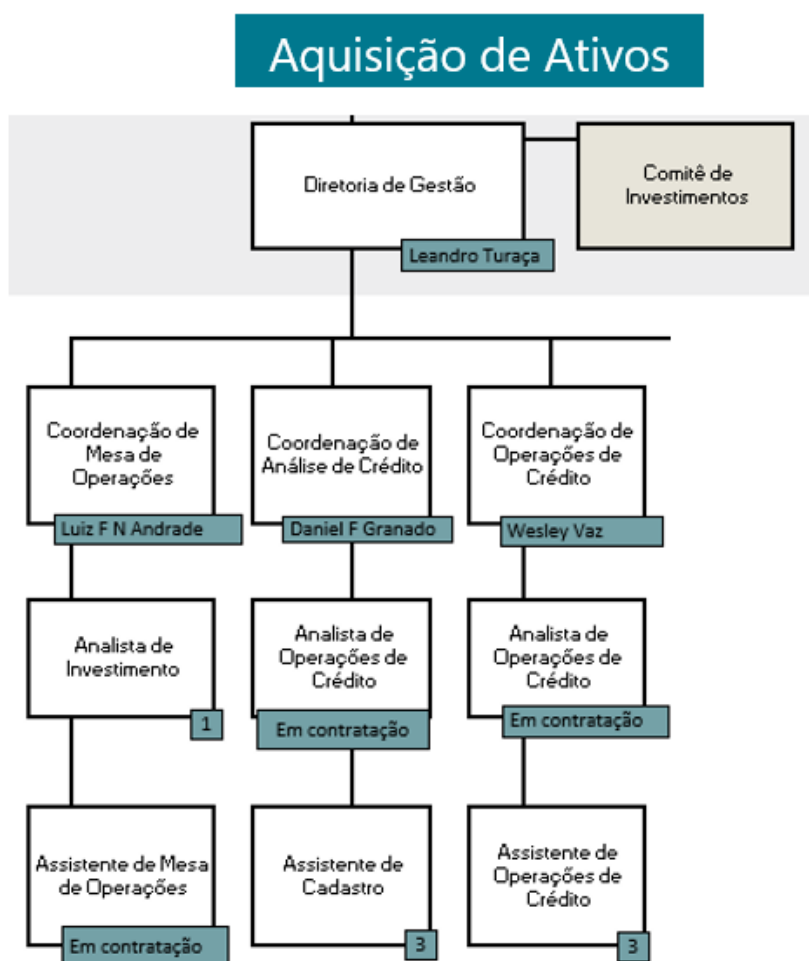 Aquisição de Ativos
Diretoria de Gestão
Leandro Turaça
Comitê de
Investimentos
Coordenação de
Mesa de
Operações
Luiz F N Andrade
Coordenação de
Análise de Crédito
Daniel F Granado
Coordenação de
Operações de
Crédito
Wesley Vaz
Analista de
Investimento
1
Analista de
Operações de
Crédito
Em contratação
Analista de
Operações de
Crédito
Em contratação
Assistente de Mesa
de Operações
Em contratação
Assistente de
Cadastro
3
Assistente de
Operações de
Crédito
3